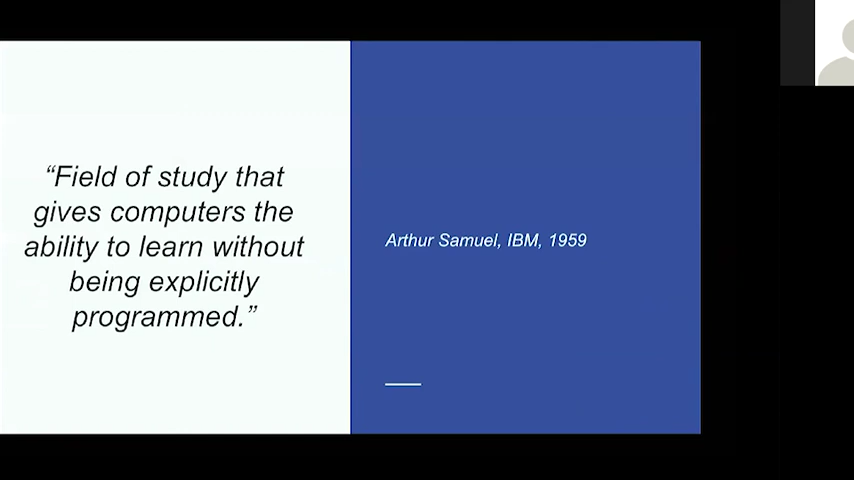 “Field of study that
gives computers the
ability to learn without
being explicitly
programmed.”
Arthur Samuel, IBM, 1959